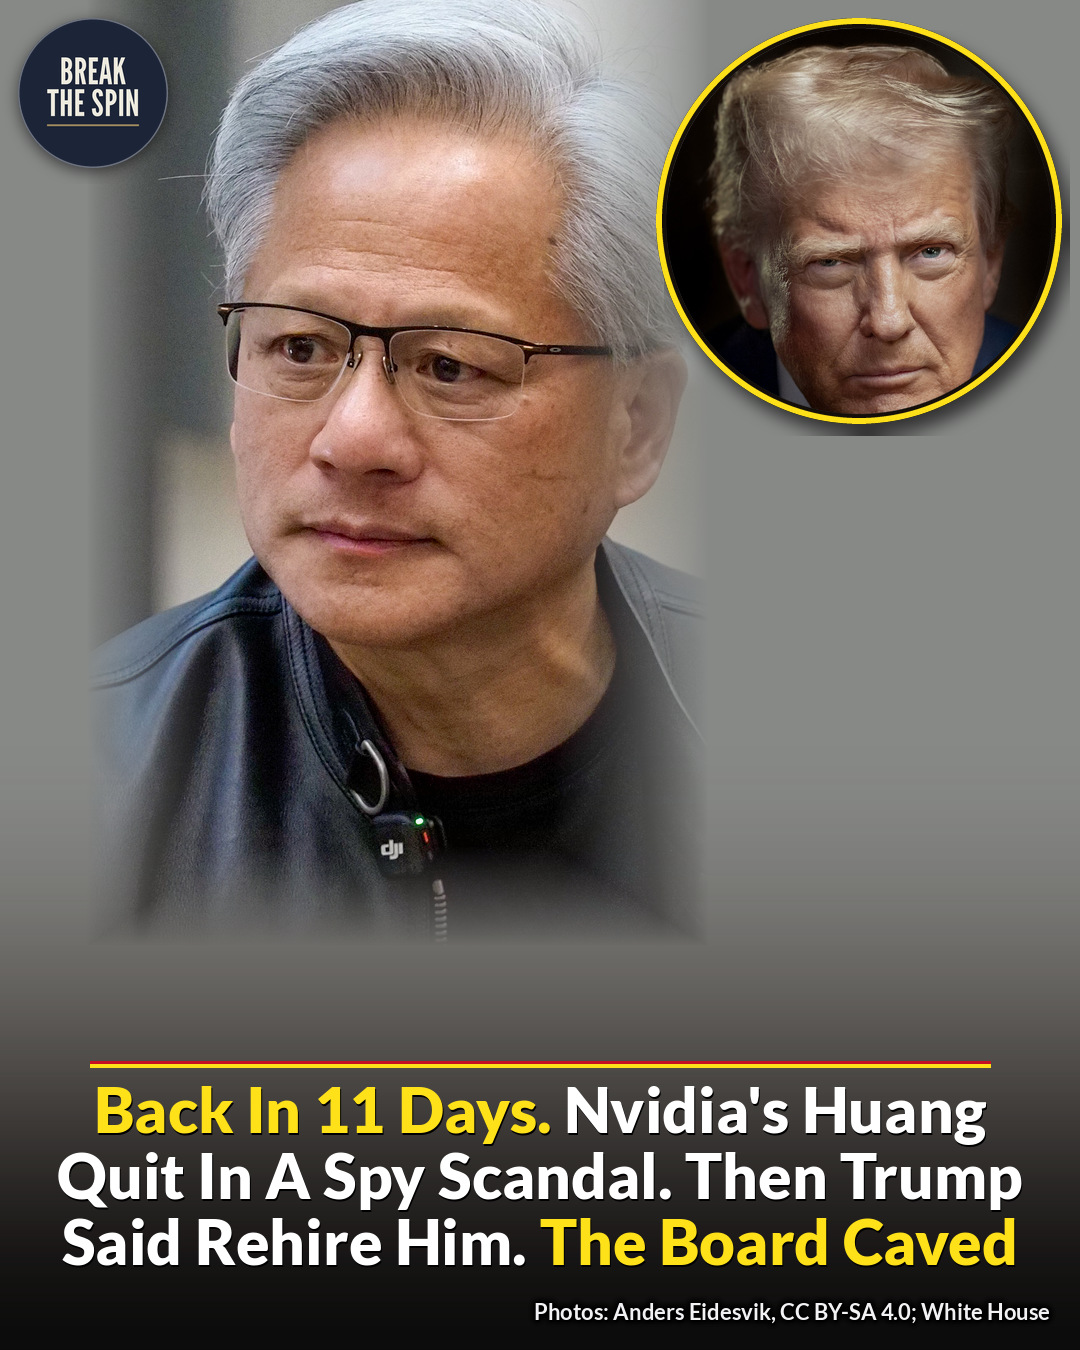 BREAK
THE SPIN
dji
Back In 11 Days. Nvidia's Huang
Quit In A Spy Scandal. Then Trump
Said Rehire Him. The Board Caved
Photos: Anders Eidesvik, CC BY-SA 4.0; White House